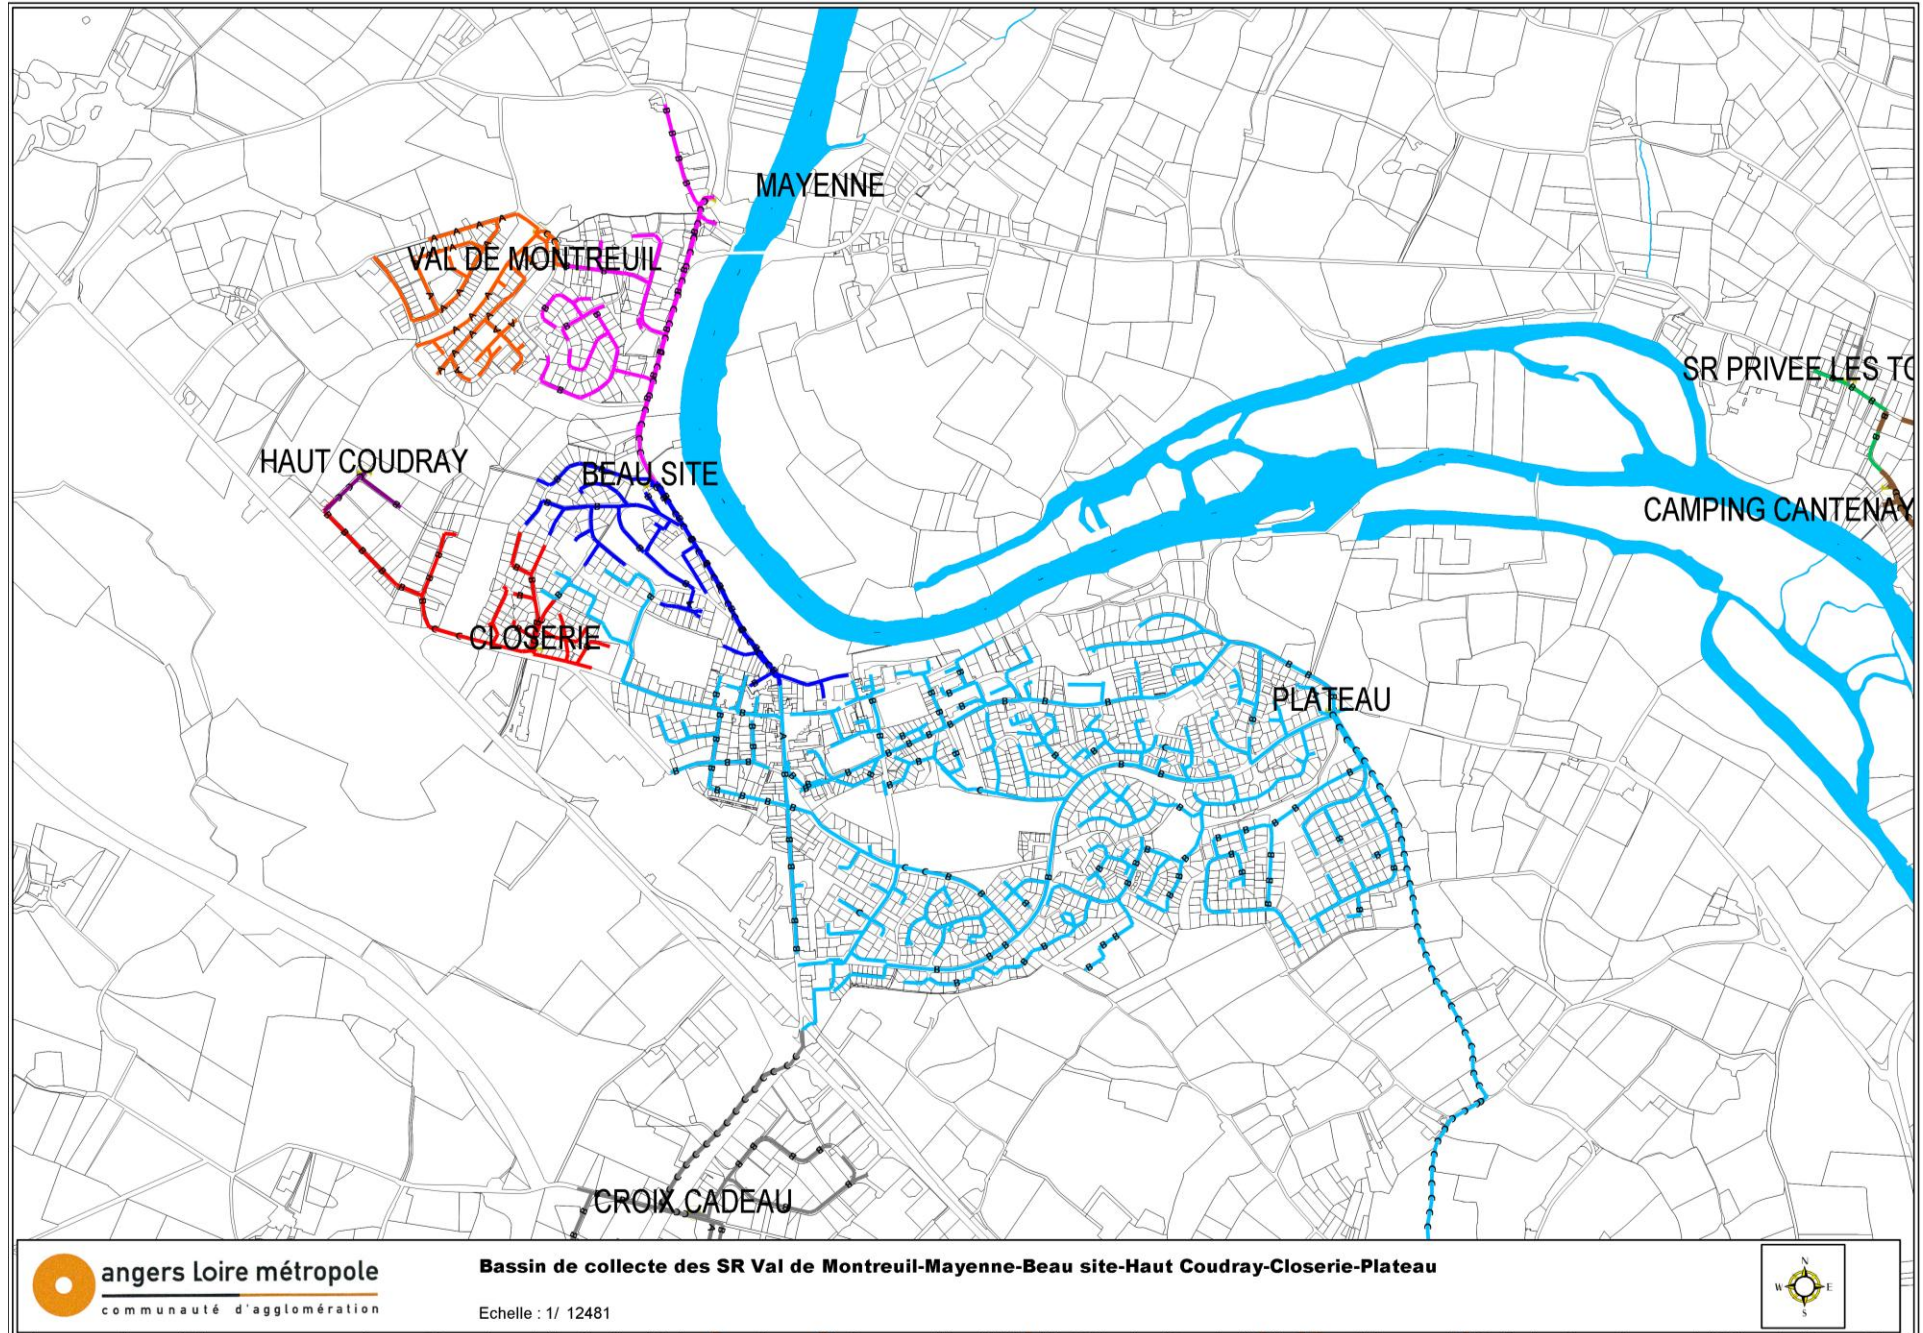 MAYENNE
VAL DE MONTREUIL
SR PRIVEE LES TO
HAUT COUDRAY
BEAU SITE
CAMPING CANTENAY
CLOSERIE
PLATEAU
CROIX CADEAU
angers Loire métropole
communauté d'agglomération
Bassin de collecte des SR Val de Montreuil-Mayenne-Beau site-Haut Coudray-Closerie-Plateau
Echelle : 1/ 12481
N
W E
S